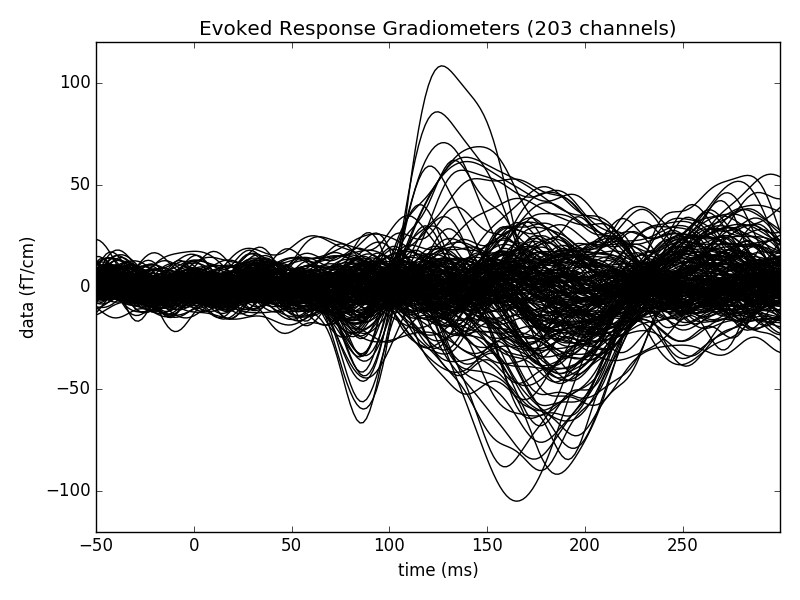 Evoked Response Gradiometers (203 channels)
100
50
0
−50
−100
data (fT/cm)
−50 0 50 100 150 200 250
time (ms)